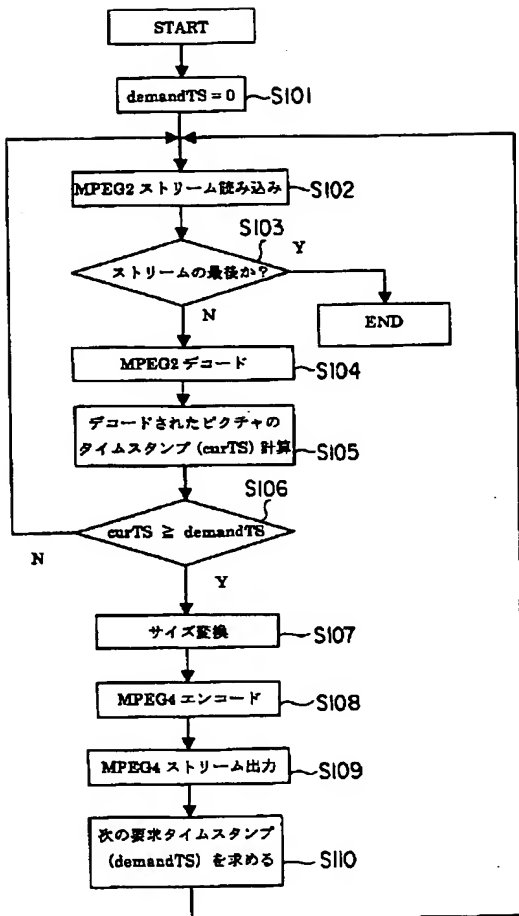 START
demandTS = 0
S101
MPEG2 ストリーム読み込み
S102
S103
ストリームの最後か?
Y
N
END
MPEG2 デコード
S104
デコードされたピクチャの
タイムスタンプ (curTS) 計算
S105
S106
curTS ≧ demandTS
N
Y
サイズ変換
S107
MPEG4 エンコード
S108
MPEG4 ストリーム出力
S109
次の要求タイムスタンプ
(demandTS) を求める
S110